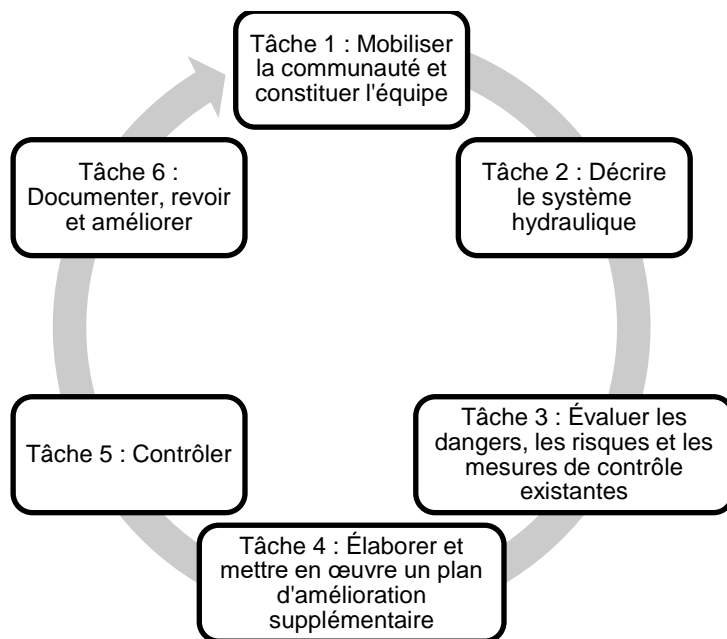 Tâche 1 : Mobiliser
la communauté et
constituer l'équipe
Tâche 2 : Décrire
le système
hydraulique
Tâche 3 : Évaluer les
dangers, les risques et les
mesures de contrôle
existantes
Tâche 4 : Élaborer et
mettre en œuvre un plan
d'amélioration
supplémentaire
Tâche 5 : Contrôler
Tâche 6 :
Documenter, revoir
et améliorer